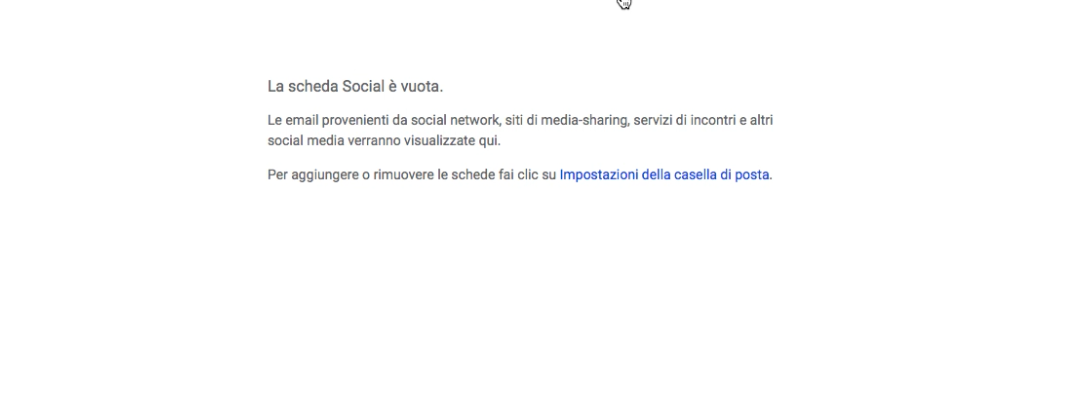 La scheda Social è vuota.
Le email provenienti da social network, siti di media-sharing, servizi di incontri e altri
social media verranno visualizzate qui.
Per aggiungere o rimuovere le schede fai clic su Impostazioni della casella di posta.